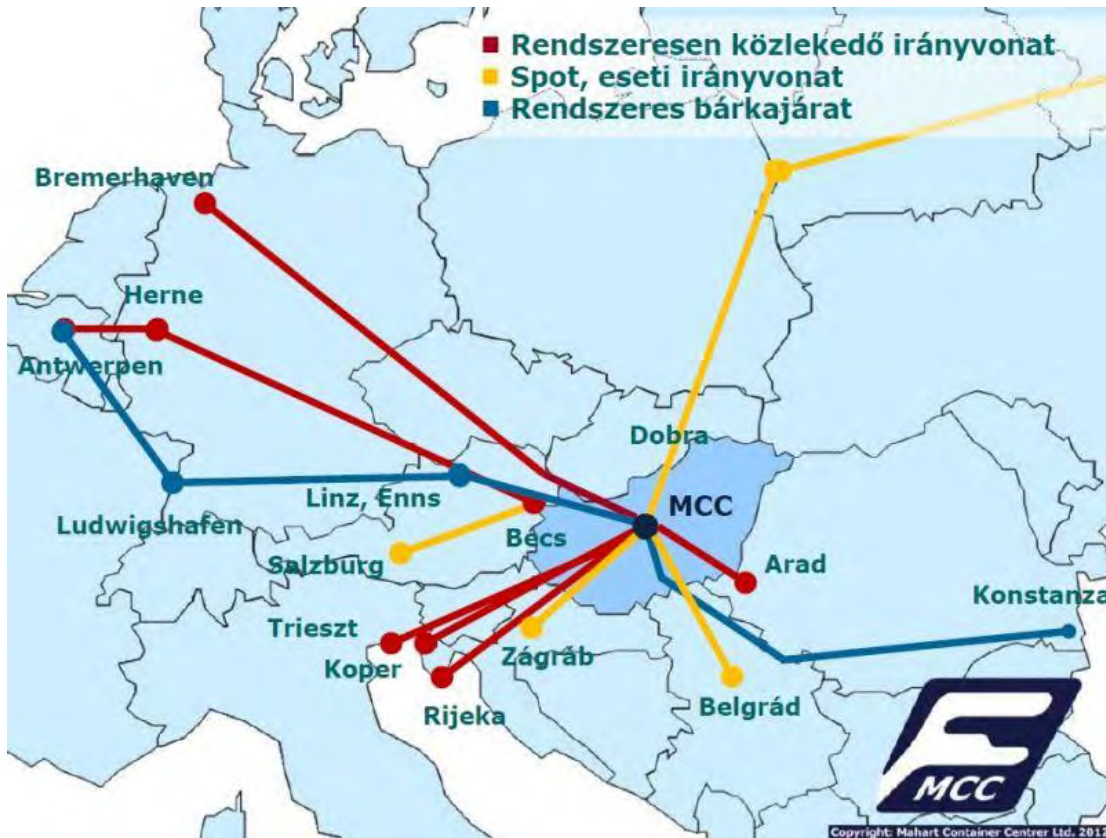 Rendszeresen közlekedő irányvonat
Spot, eseti irányvonat
Rendszeres bárkajárat
Bremerhaven
Herne
Antwerpen
Dobra
Linz, Enns
MCC
Ludwigshafen
Bécs
Salzburg
Arad
Konstanza
Trieszt
Koper
Zágráb
Rijeka
Belgrád
MCC
Copyright: Mahart Container Centrer Ltd.